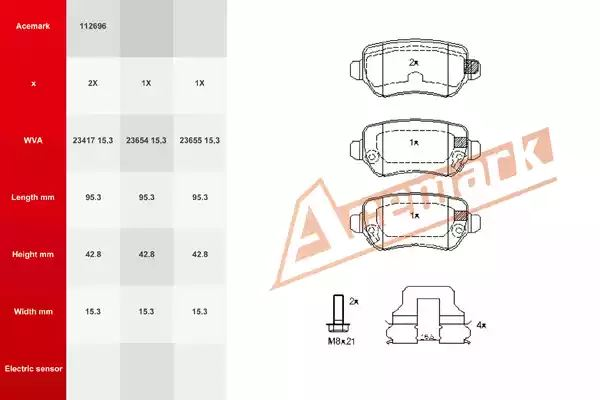 Acemark 112696
x 2X 1X 1X
WVA 23417 15,3 23654 15,3 23655 15,3
Length mm 95.3 95.3 95.3
Height mm 42.8 42.8 42.8
Width mm 15.3 15.3 15.3
Electric sensor
2x
1x
1x
Acemark
2x
M8x21
4x